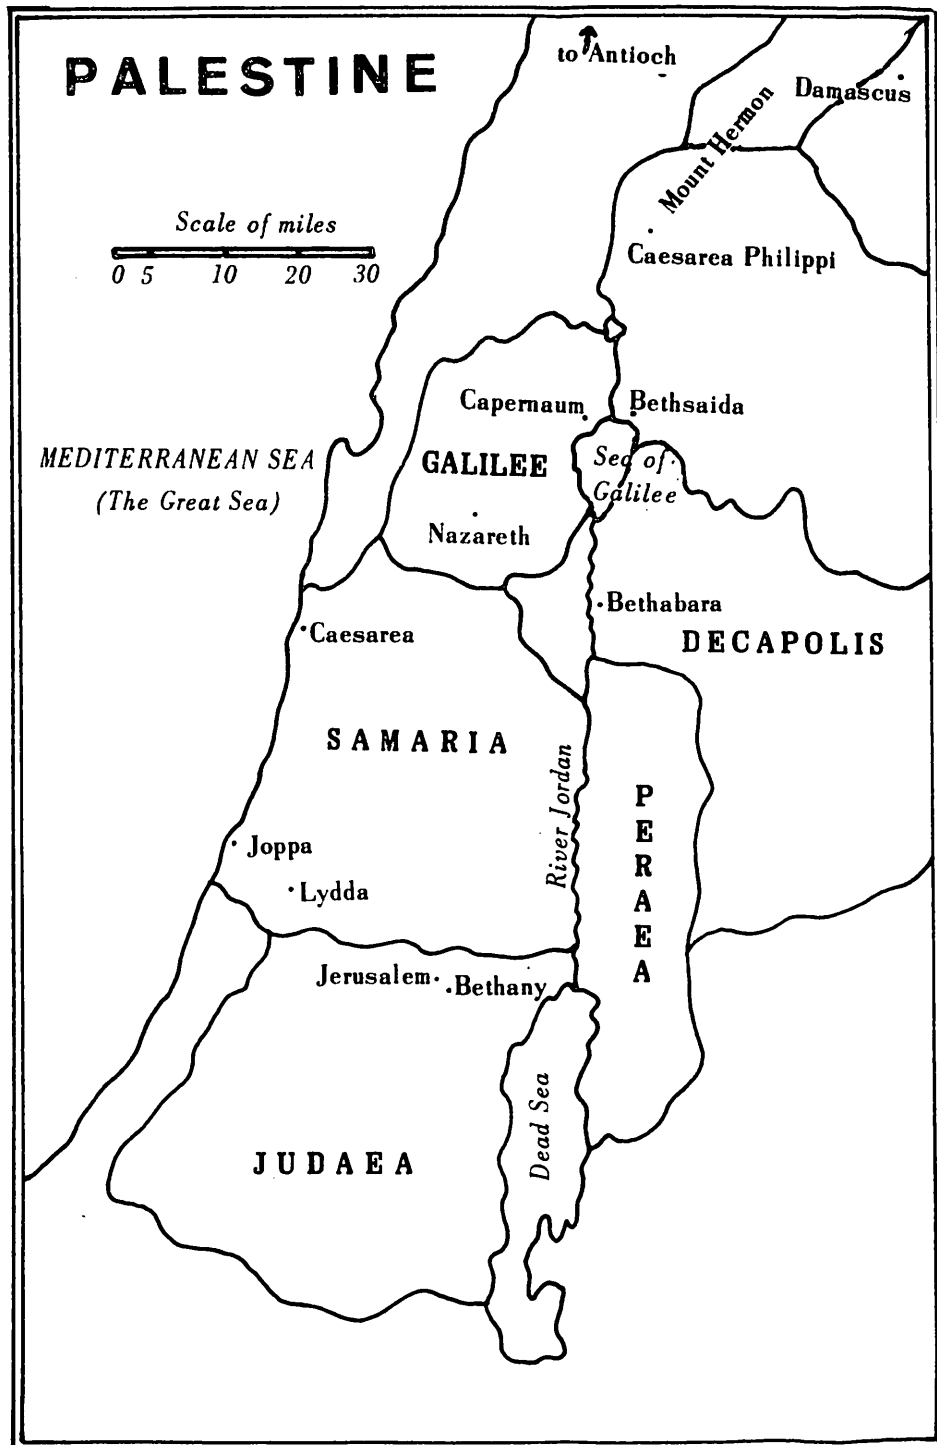 PALESTINE
to Antioch
Damascus
Mount Hermon
Scale of miles
0 5 10 20 30
Caesarea Philippi
Capernaum
Bethsaida
MEDITERRANEAN SEA
(The Great Sea)
GALILEE
Sea of
Galilee
Nazareth
Bethabara
Caesarea
DECAPOLIS
SAMARIA
River Jordan
PERAEA
Joppa
Lydda
Jerusalem
Bethany
Dead Sea
JUDAEA